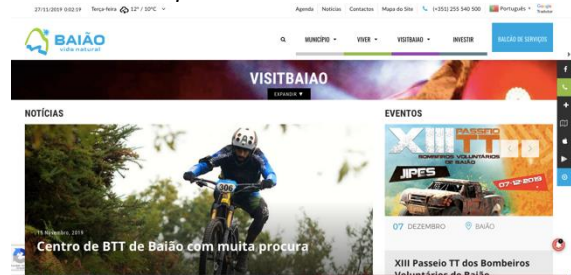 27/11/2019 0:02:19 Terça-feira 12° / 10°C
Agenda Notícias Contactos Mapa do Site (+351) 255 540 500 Português Google Translate
BAIÃO
vida natural
MUNICÍPIO VIVER VISITBAIAO INVESTIR BALCÃO DE SERVIÇOS
VISITBAIAO
EXPANDIR
NOTÍCIAS
EVENTOS
306
15 Novembro, 2019
Centro de BTT de Baião com muita procura
PASSEIO
XIII TT
BOMBEIROS VOLUNTÁRIOS
DE BAIÃO
JIPES
07-12-2019
07 DEZEMBRO BAIÃO
XIII Passeio TT dos Bombeiros
Voluntários de Baião